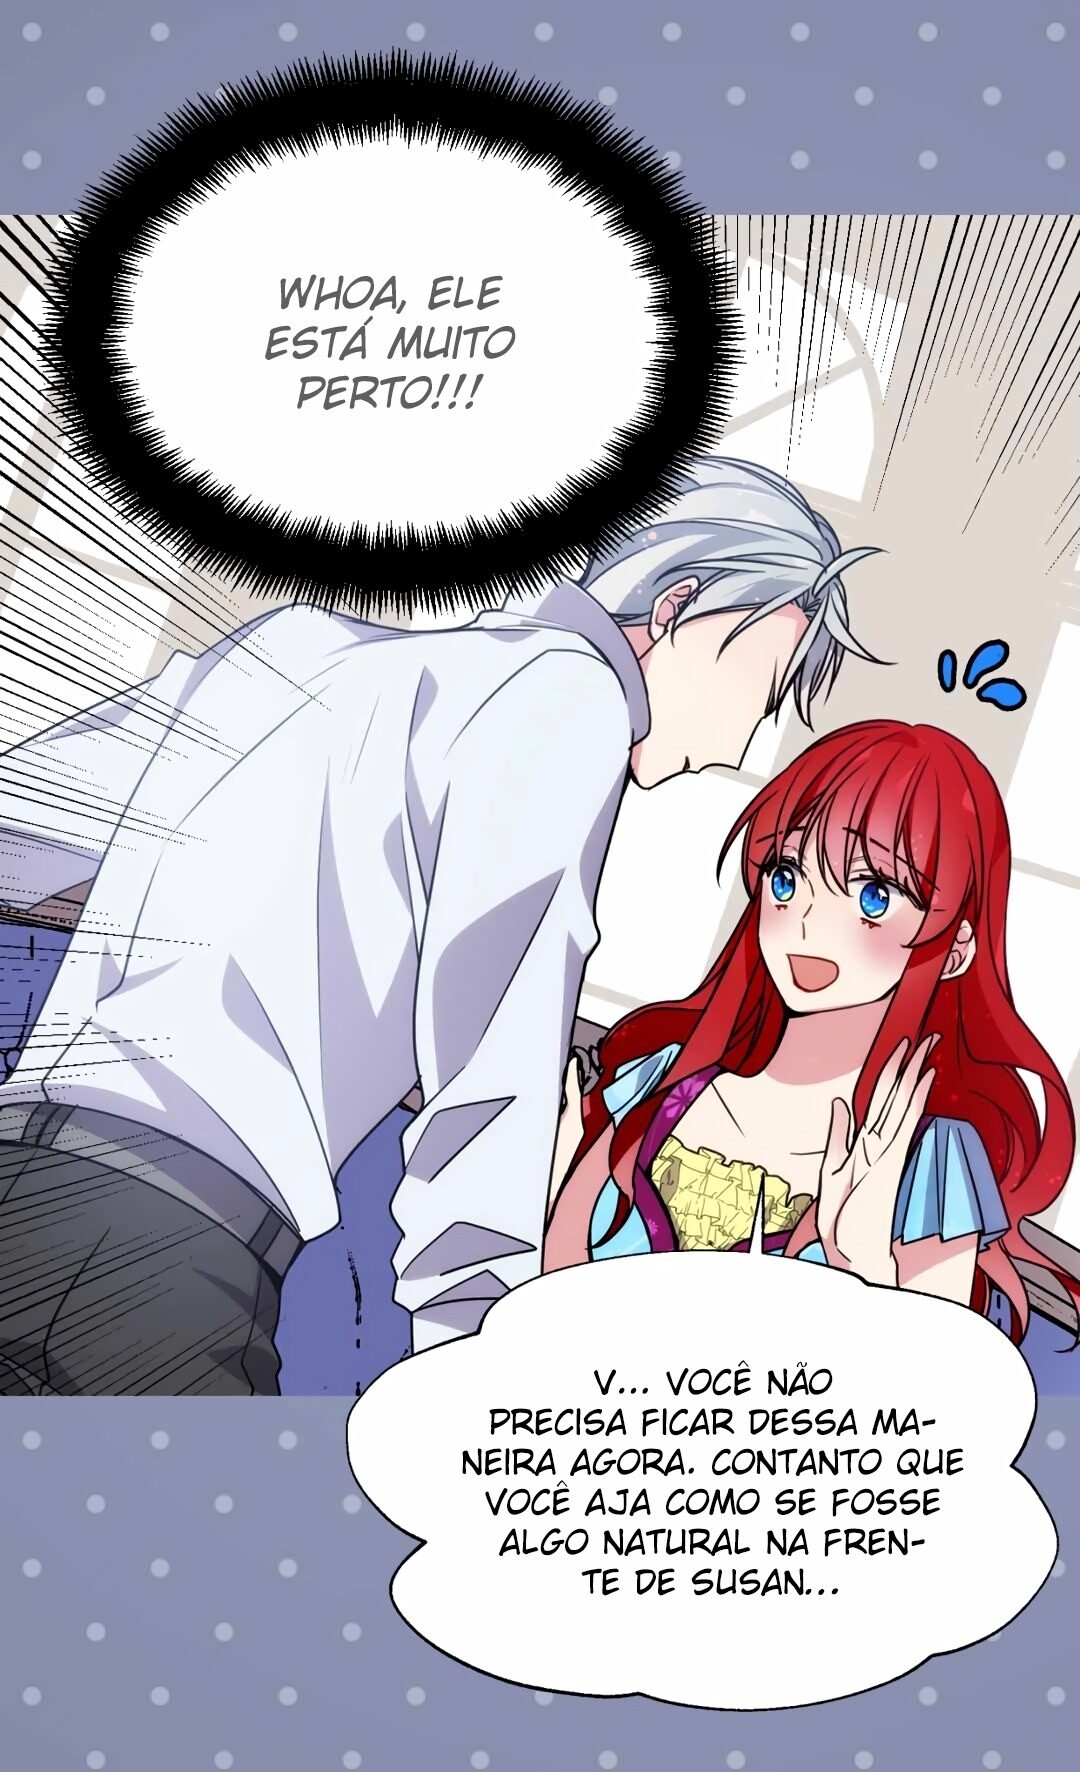 WHOA, ELE
ESTÁ MUITO
PERTO!!!
V... VOCÊ NÃO
PRECISA FICAR DESSA MA-
NEIRA AGORA. CONTANTO QUE
VOCÊ AJA COMO SE FOSSE
ALGO NATURAL NA FREN-
TE DE SUSAN...